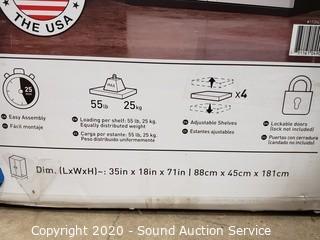 THE USA
25
MAX
55lb 25kg
x4
Easy Assembly
Fácil montaje
Loading per shelf: 55 lb, 25 kg.
Equally distributed weight
Carga por estante: 55 lb, 25 kg.
Peso distribuido uniformemente
Adjustable Shelves
Estantes ajustables
Lockable doors
(lock not included)
Puertas con cerradura
(candado no incluido)
Dim. (LxWxH)~: 35in x 18in x 71in | 88cm x 45cm x 181cm
Copyright 2020 - Sound Auction Service